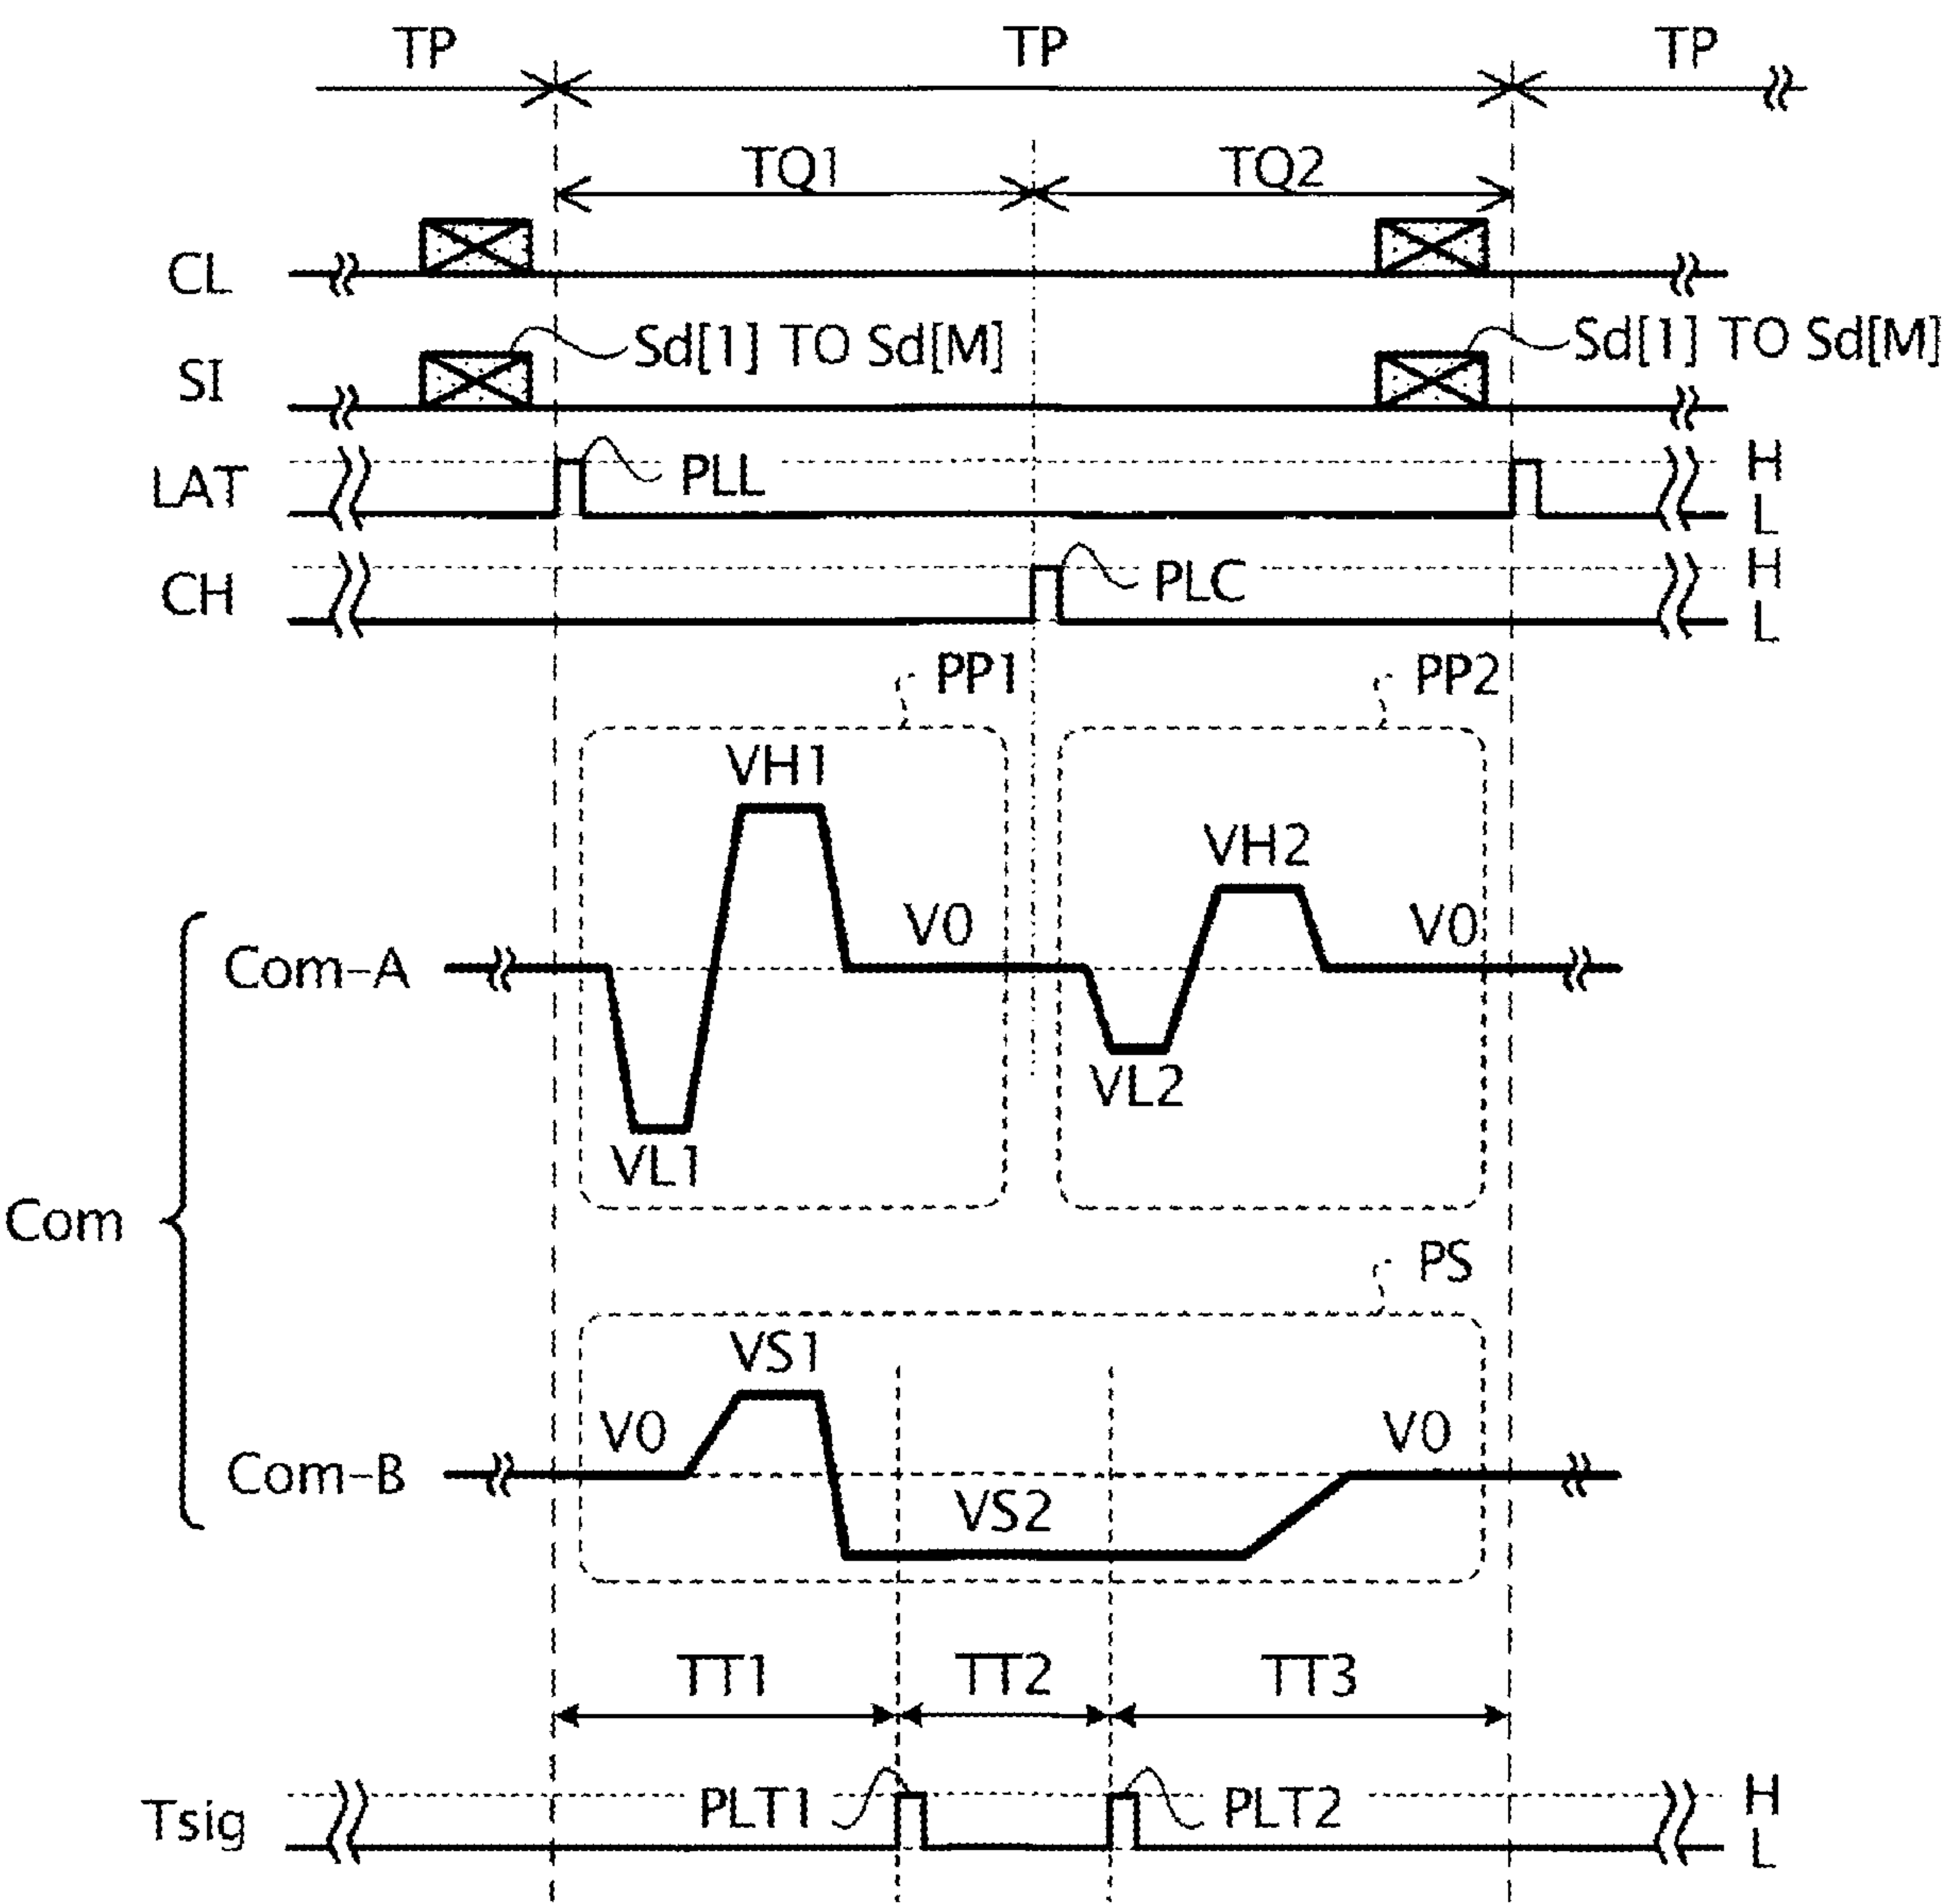 TP TP TP
TQ1 TQ2
CL
Sd[1] TO Sd[M] Sd[1] TO Sd[M]
SI
LAT PLL H
L
CH PLC H
L
PP1 PP2
VH1
VH2
V0 V0
Com-A
VL2
VL1
Com
PS
VS1
V0 V0
Com-B
VS2
TT1 TT2 TT3
Tsig PLT1 PLT2 H
L